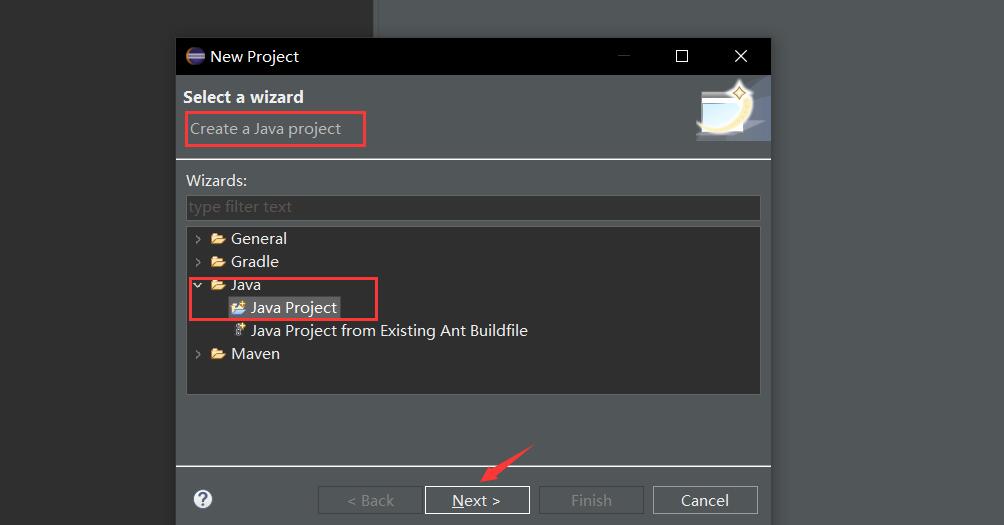 New Project
Select a wizard
Create a Java project
Wizards:
type filter text
General
Gradle
Java
Java Project
Java Project from Existing Ant Buildfile
Maven
?
< Back Next > Finish Cancel